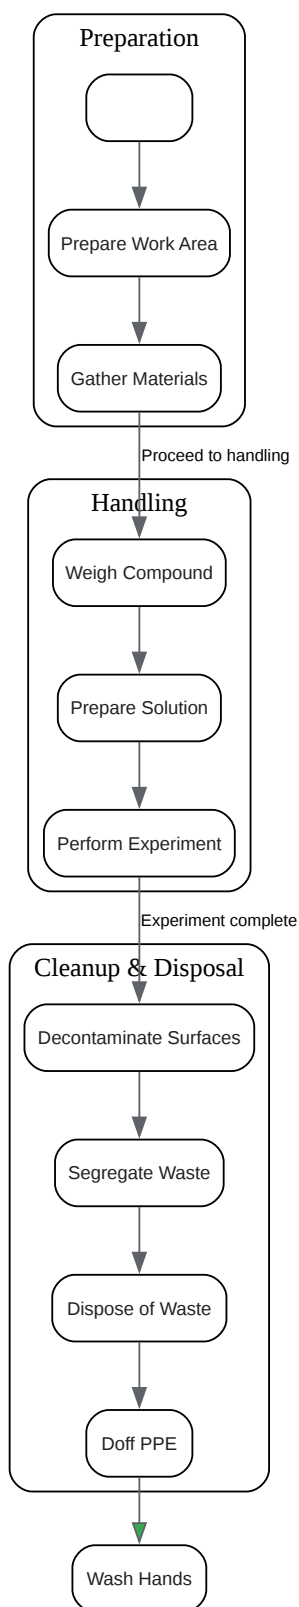 Preparation
Prepare Work Area
Gather Materials
Proceed to handling
Handling
Weigh Compound
Prepare Solution
Perform Experiment
Experiment complete
Cleanup & Disposal
Decontaminate Surfaces
Segregate Waste
Dispose of Waste
Doff PPE
Wash Hands